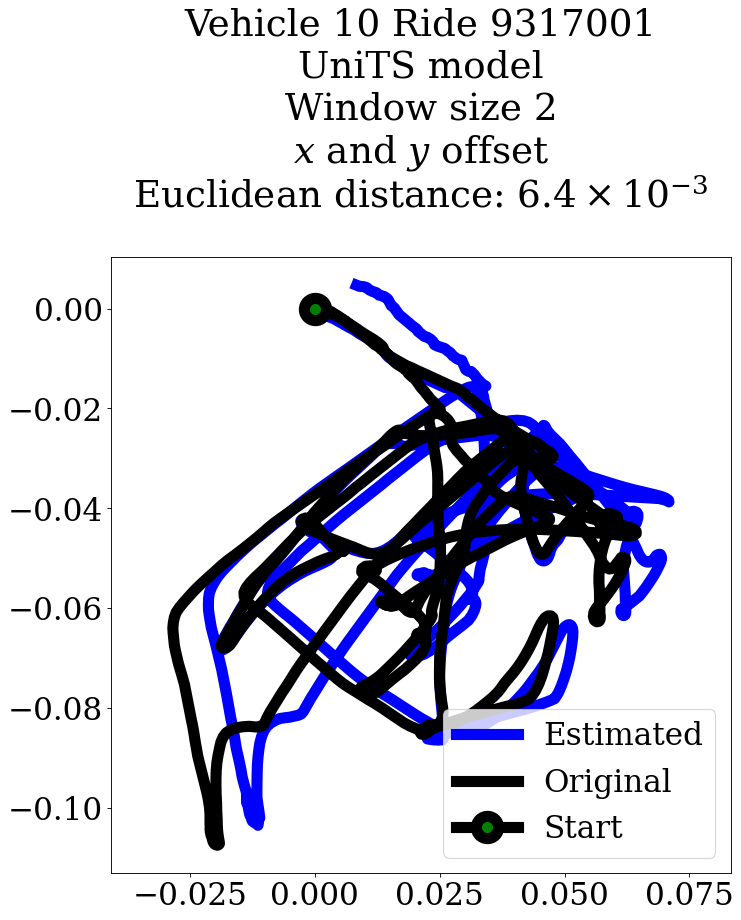 Vehicle 10 Ride 9317001
UniTS model
Window size 2
x and y offset
Euclidean distance: 6.4 × 10⁻³
0.00
−0.02
−0.04
−0.06
−0.08
−0.10
Estimated
Original
Start
−0.025 0.000 0.025 0.050 0.075